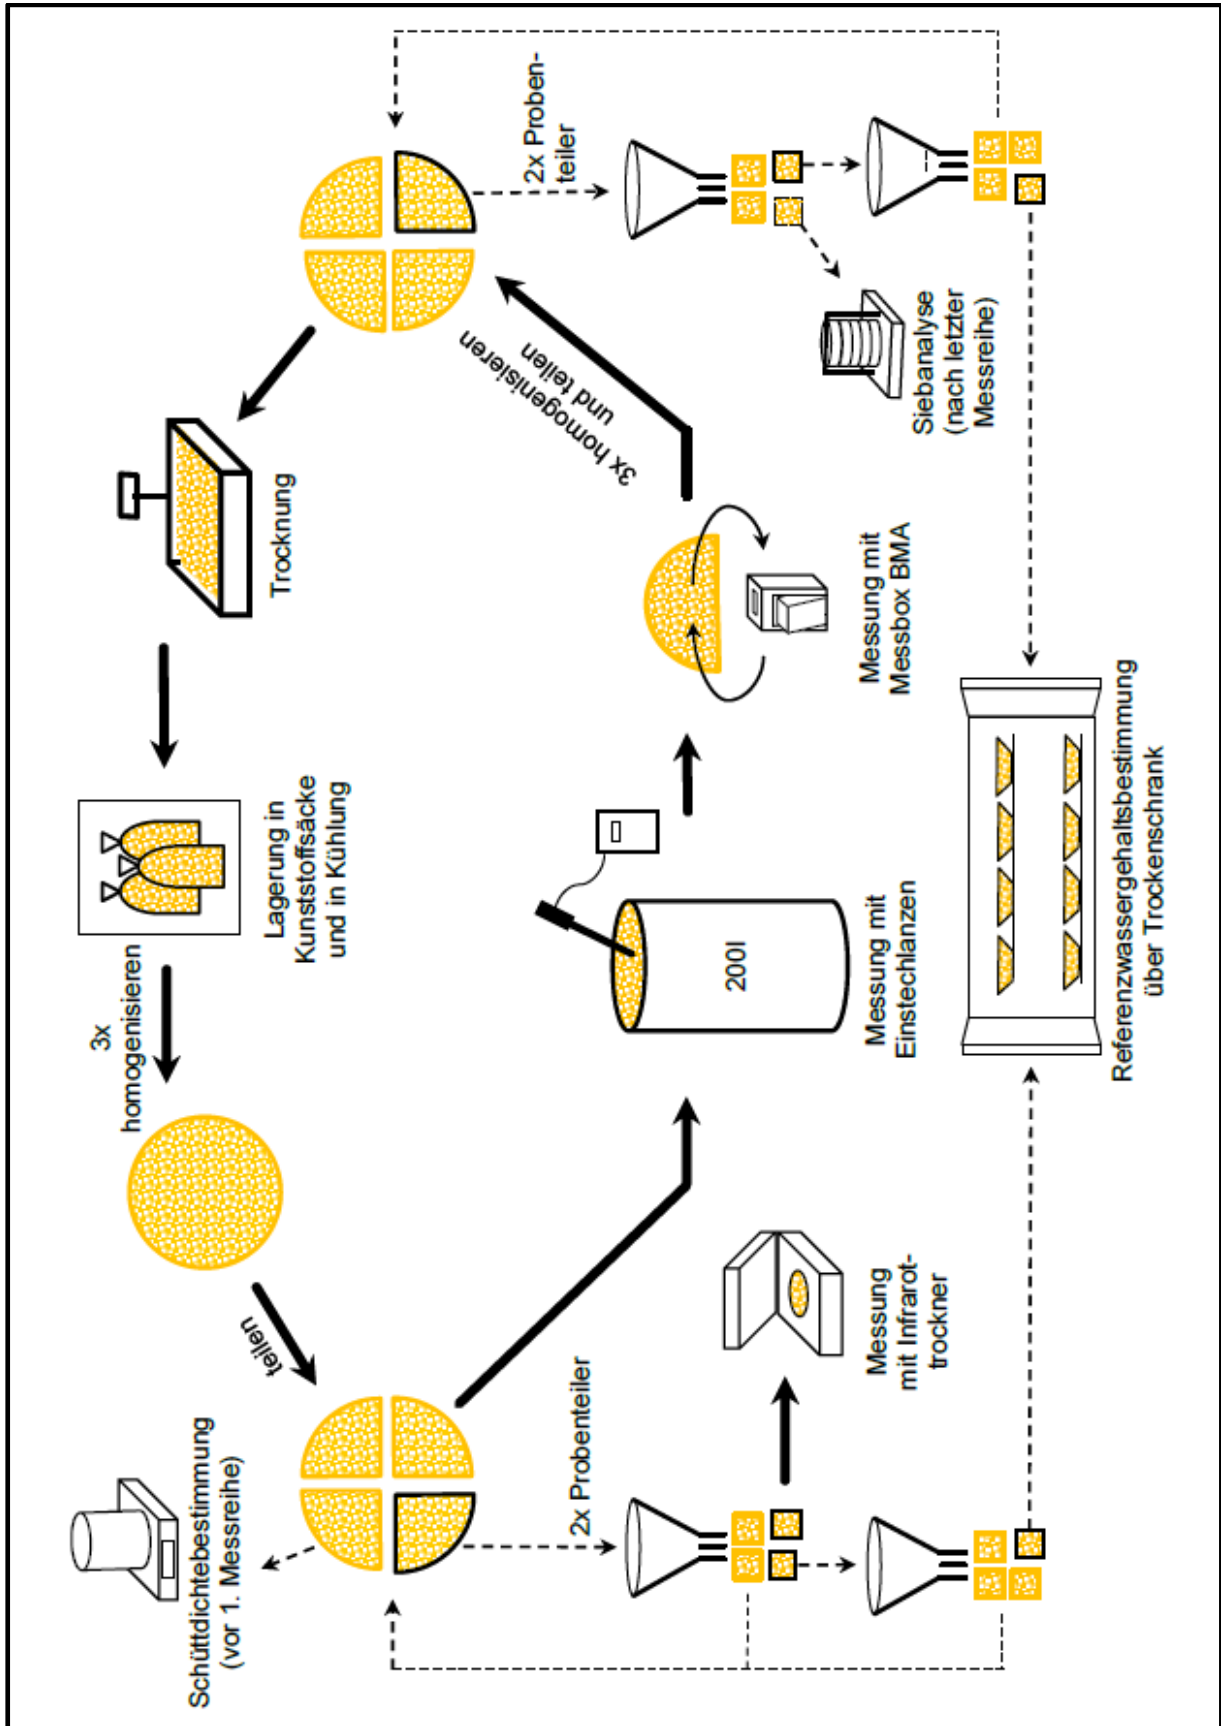 Schüttdichtebestimmung
(vor 1. Messreihe)
teilen
3x
homogenisieren
Lagerung in
Kunststoffsäcke
und in Kühlung
Trocknung
2x Probenteiler
Messung
mit Infrarot-
trockner
200l
Messung mit
Einstechlanzen
Messung mit
Messbox BMA
3x homogenisieren
und teilen
2x Proben-
teiler
Siebanalyse
(nach letzter
Messreihe)
Referenzwassergehaltsbestimmung
über Trockenschrank